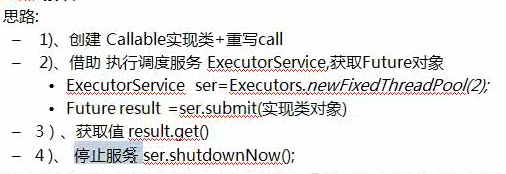 思路:
– 1)、创建 Callable实现类+重写call
– 2)、借助 执行调度服务 ExecutorService,获取Future对象
• ExecutorService ser=Executors.newFixedThreadPool(2);
• Future result =ser.submit(实现类对象)
– 3）、获取值 result.get()
– 4)、 停止服务 ser.shutdownNow();